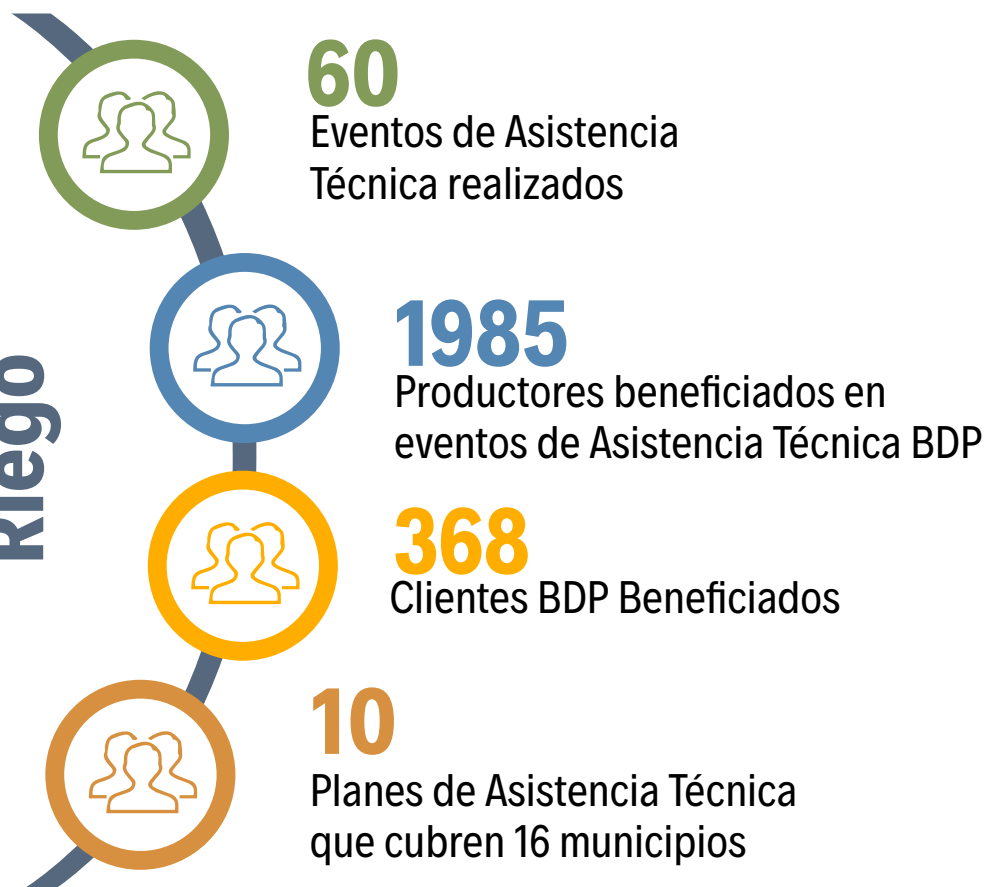 Riego
60
Eventos de Asistencia
Técnica realizados
1985
Productores beneficiados en
eventos de Asistencia Técnica BDP
368
Clientes BDP Beneficiados
10
Planes de Asistencia Técnica
que cubren 16 municipios